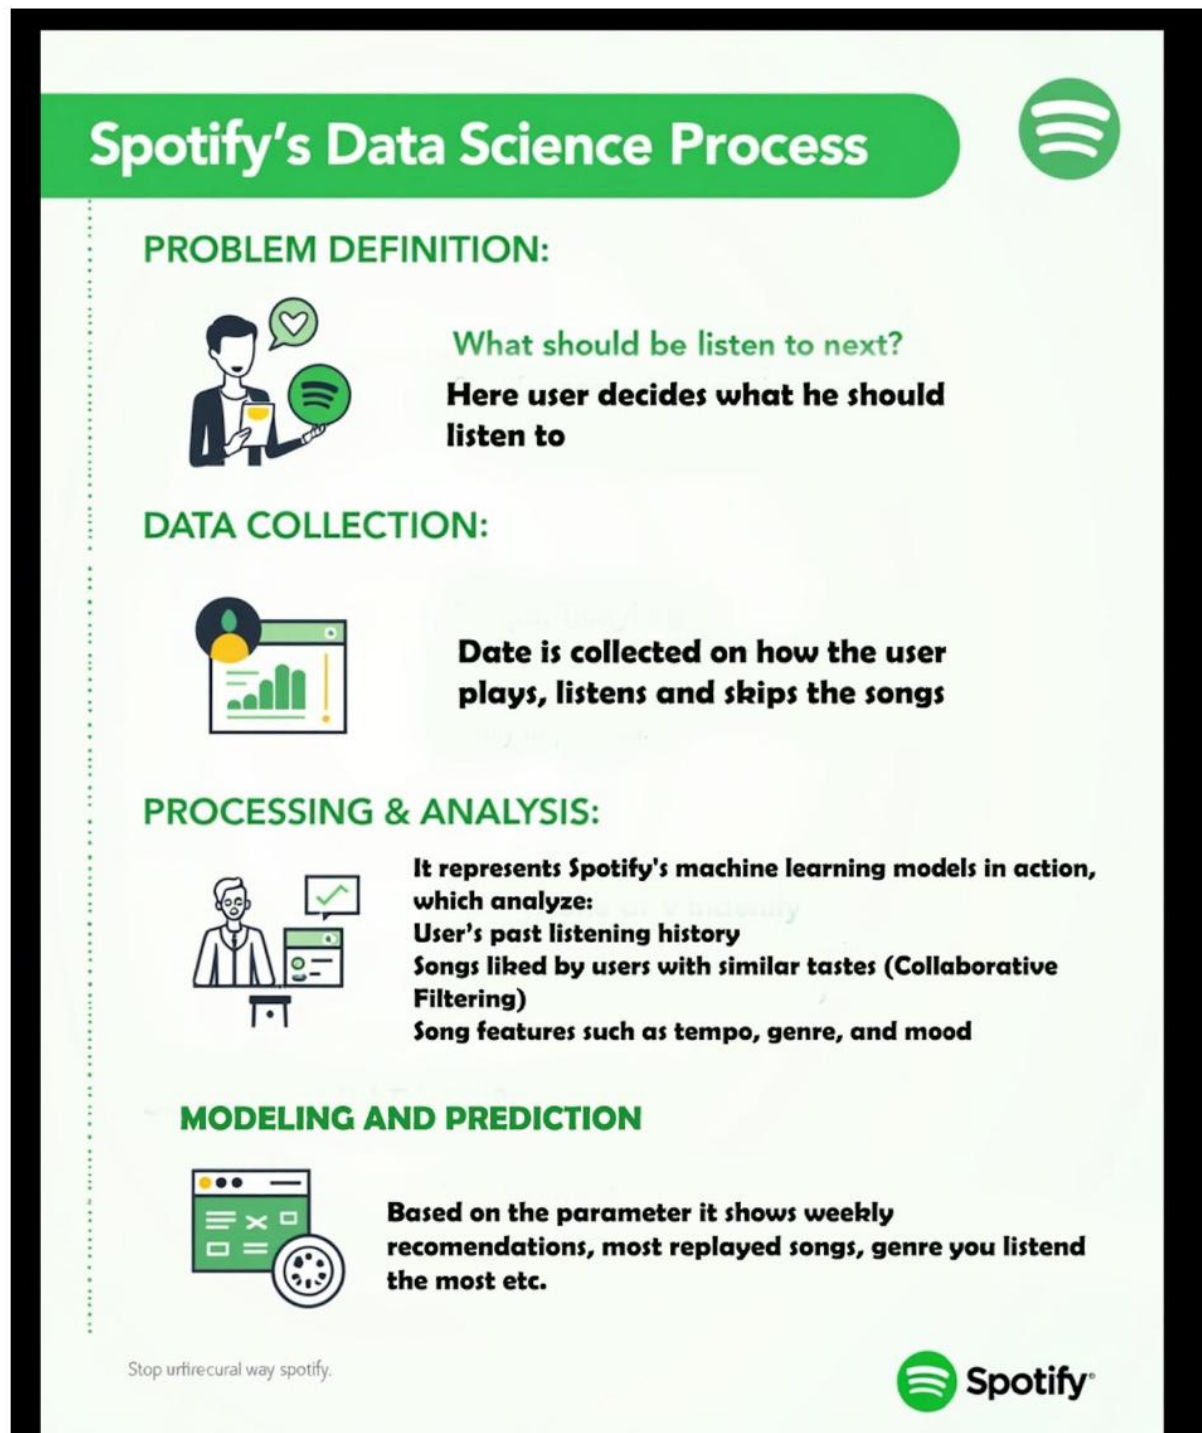 Spotify's Data Science Process
PROBLEM DEFINITION:
What should be listen to next?
Here user decides what he should
listen to
DATA COLLECTION:
Date is collected on how the user
plays, listens and skips the songs
PROCESSING & ANALYSIS:
It represents Spotify's machine learning models in action,
which analyze:
User's past listening history
Songs liked by users with similar tastes (Collaborative
Filtering)
Song features such as tempo, genre, and mood
MODELING AND PREDICTION
Based on the parameter it shows weekly
recomendations, most replayed songs, genre you listend
the most etc.
Stop way spotify.
Spotify